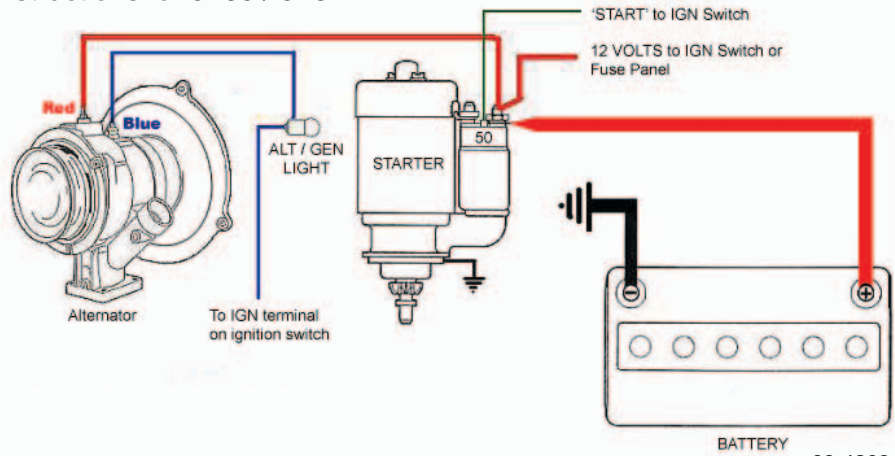 'START' to IGN Switch
12 VOLTS to IGN Switch or
Fuse Panel
Red
Blue
ALT / GEN
LIGHT
STARTER
50
Alternator
To IGN terminal
on ignition switch
BATTERY